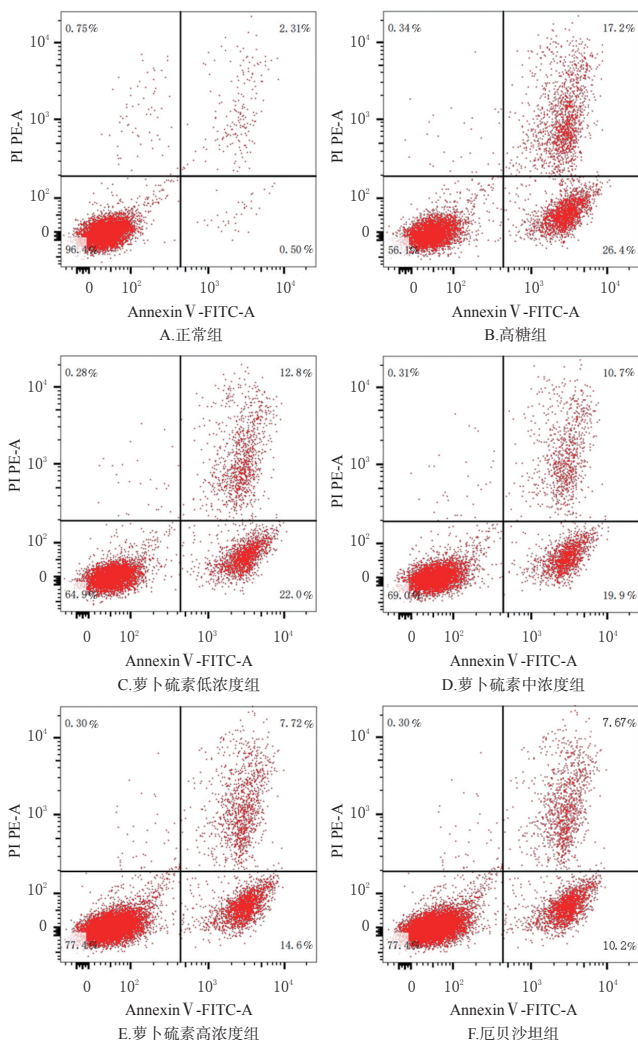 0.75% 2.31% 0.34% 17.2%
10⁴ 10⁴
PI PE-A PI PE-A
10³ 10³
10² 10²
0 0
96.4% 0.50% 56.1% 26.4%
0 10² 10³ 10⁴ 0 10² 10³ 10⁴
Annexin Ⅴ-FITC-A Annexin Ⅴ-FITC-A
A.正常组 B.高糖组
0.28% 12.8% 0.31% 10.7%
10⁴ 10⁴
PI PE-A PI PE-A
10³ 10³
10² 10²
0 0
64.9% 22.0% 69.0% 19.9%
0 10² 10³ 10⁴ 0 10² 10³ 10⁴
Annexin Ⅴ-FITC-A Annexin Ⅴ-FITC-A
C.萝卜硫素低浓度组 D.萝卜硫素中浓度组
0.30% 7.72% 0.30% 7.67%
10⁴ 10⁴
PI PE-A PI PE-A
10³ 10³
10² 10²
0 0
77.4% 14.6% 77.4% 10.2%
0 10² 10³ 10⁴ 0 10² 10³ 10⁴
Annexin Ⅴ-FITC-A Annexin Ⅴ-FITC-A
E.萝卜硫素高浓度组 F.厄贝沙坦组